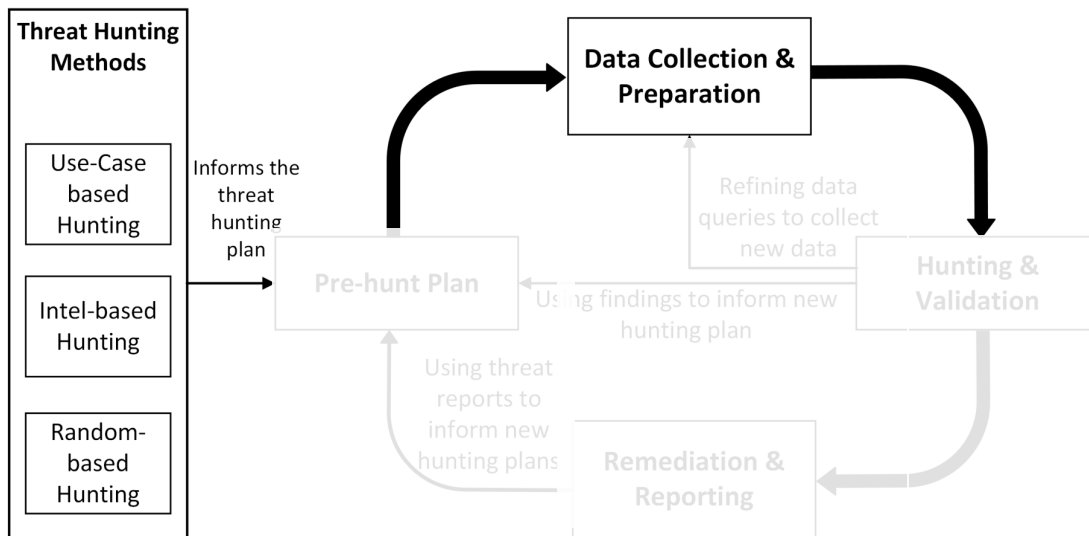 Threat Hunting
Methods
Use-Case
based
Hunting
Intel-based
Hunting
Random-
based
Hunting
Informs the
threat
hunting
plan
Pre-hunt Plan
Data Collection &
Preparation
Refining data
queries to collect
new data
Hunting &
Validation
Using findings to inform new
hunting plan
Using threat
reports to
inform new
hunting plans
Remediation &
Reporting